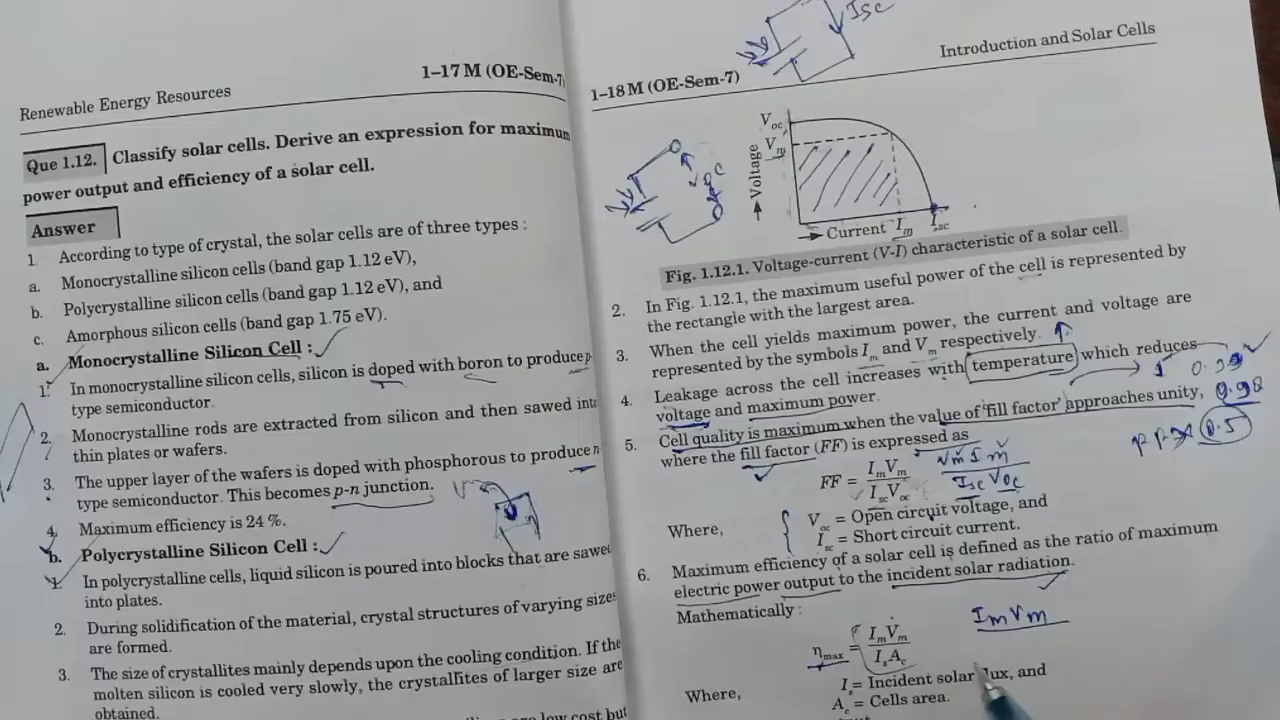 Renewable Energy Resources
1–17 M (OE-Sem-7)
Que 1.12. Classify solar cells. Derive an expression for maximum
power output and efficiency of a solar cell.
Answer
1. According to type of crystal, the solar cells are of three types :
a. Monocrystalline silicon cells (band gap 1.12 eV),
b. Polycrystalline silicon cells (band gap 1.12 eV), and
c. Amorphous silicon cells (band gap 1.75 eV).
a. Monocrystalline Silicon Cell :
1. In monocrystalline silicon cells, silicon is doped with boron to produce p-
type semiconductor.
2. Monocrystalline rods are extracted from silicon and then sawed into
thin plates or wafers.
3. The upper layer of the wafers is doped with phosphorous to produce n
type semiconductor. This becomes p-n junction.
4. Maximum efficiency is 24 %.
b. Polycrystalline Silicon Cell :
1. In polycrystalline cells, liquid silicon is poured into blocks that are sawed
into plates.
2. During solidification of the material, crystal structures of varying sizes
are formed.
3. The size of crystallites mainly depends upon the cooling condition. If the
molten silicon is cooled very slowly, the crystallites of larger size are
obtained.
low cost but
Isc
1–18 M (OE-Sem-7)
Introduction and Solar Cells
Voc
Vm
Voltage
Current Im Isc
Fig. 1.12.1. Voltage-current (V-I) characteristic of a solar cell.
2. In Fig. 1.12.1, the maximum useful power of the cell is represented by
the rectangle with the largest area.
3. When the cell yields maximum power, the current and voltage are
represented by the symbols Im and Vm respectively.
4. Leakage across the cell increases with temperature which reduces
voltage and maximum power.
1 0.99
5. Cell quality is maximum when the value of 'fill factor' approaches unity,
0.98
where the fill factor (FF) is expressed as
0.5
FF = ImVm / IscVoc
Vm Im / Isc Voc
Where, Voc = Open circuit voltage, and
Isc = Short circuit current.
6. Maximum efficiency of a solar cell is defined as the ratio of maximum
electric power output to the incident solar radiation.
Mathematically :
ImVm
ηmax = ImVm / IsAc
Where, Is = Incident solar flux, and
Ac = Cells area.